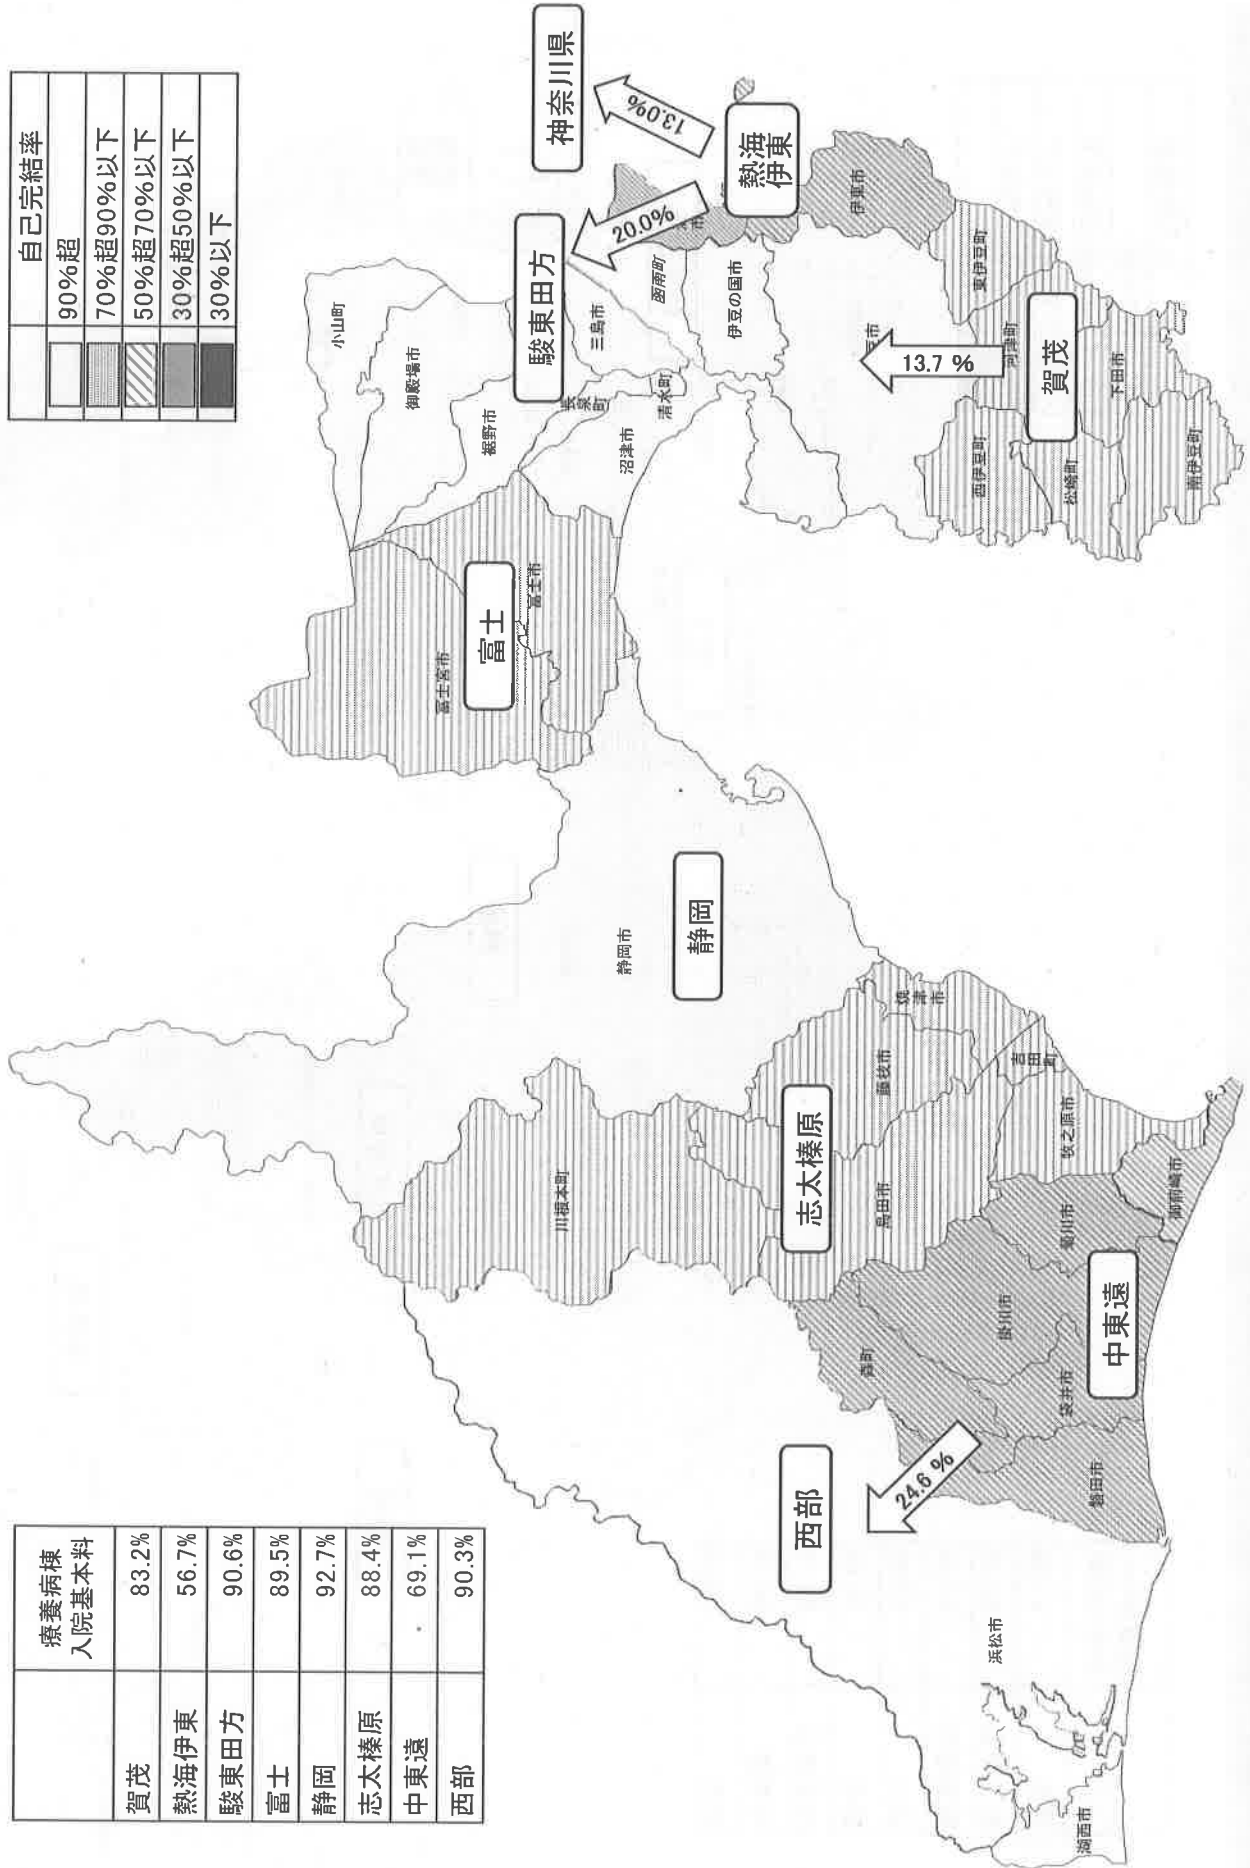 療養病棟
入院基本料
賀茂 83.2%
熱海伊東 56.7%
駿東田方 90.6%
富士 89.5%
静岡 92.7%
志太榛原 88.4%
中東遠 69.1%
西部 90.3%
自己完結率
90%超
70%超90%以下
50%超70%以下
30%超50%以下
30%以下
神奈川県
13.0%
熱海
伊東
20.0%
駿東田方
小山町
御殿場市
裾野市
長泉町
三島市
清水町
沼津市
函南町
伊豆の国市
市
伊東市
13.7 %
賀茂
東伊豆町
河津町
下田市
西伊豆町
松崎町
南伊豆町
富士
富士宮市
富士市
静岡
静岡市
志太榛原
川根本町
藤枝市
焼津市
島田市
吉田町
牧之原市
中東遠
御前崎市
菊川市
掛川市
森町
袋井市
磐田市
24.6 %
西部
浜松市
湖西市